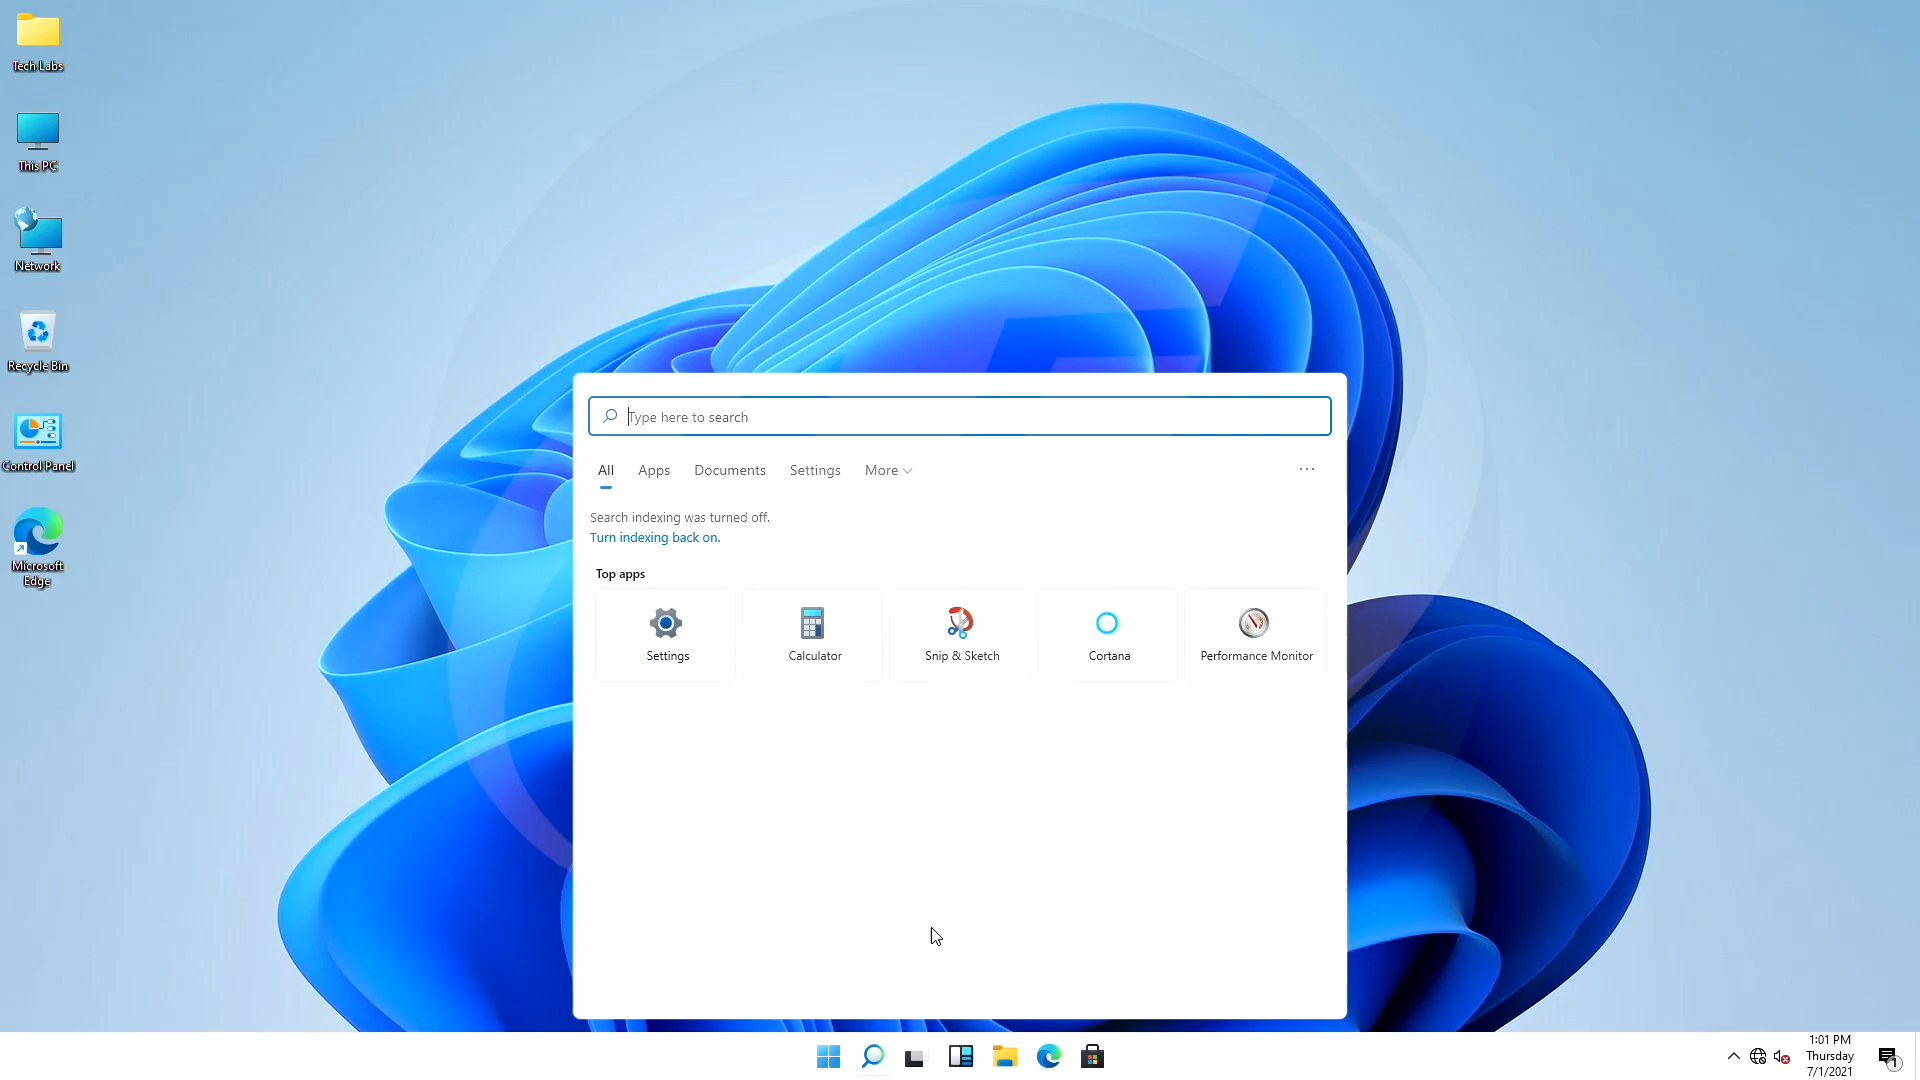 Tech Labs
This PC
Network
Recycle Bin
Control Panel
Microsoft
Edge
Type here to search
All Apps Documents Settings More
Search indexing was turned off.
Turn indexing back on.
Top apps
Settings Calculator Snip & Sketch Cortana Performance Monitor
1:01 PM
Thursday
7/1/2021
1